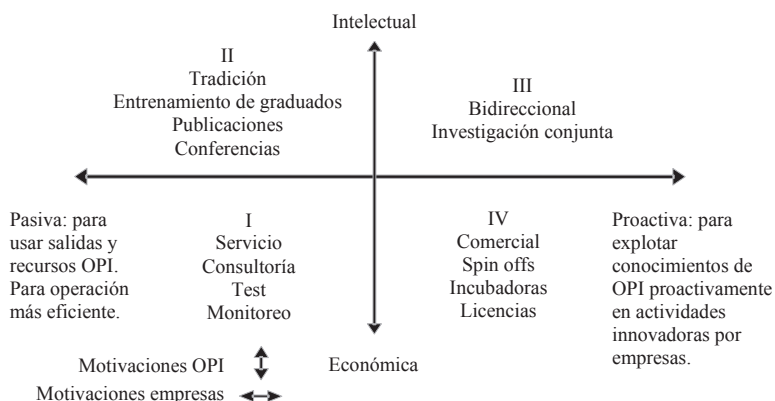 Intelectual
II
Tradición
Entrenamiento de graduados
Publicaciones
Conferencias
III
Bidireccional
Investigación conjunta
Pasiva: para
usar salidas y
recursos OPI.
Para operación
más eficiente.
I
Servicio
Consultoría
Test
Monitoreo
IV
Comercial
Spin offs
Incubadoras
Licencias
Proactiva: para
explotar
conocimientos de
OPI proactivamente
en actividades
innovadoras por
empresas.
Motivaciones OPI
Económica
Motivaciones empresas